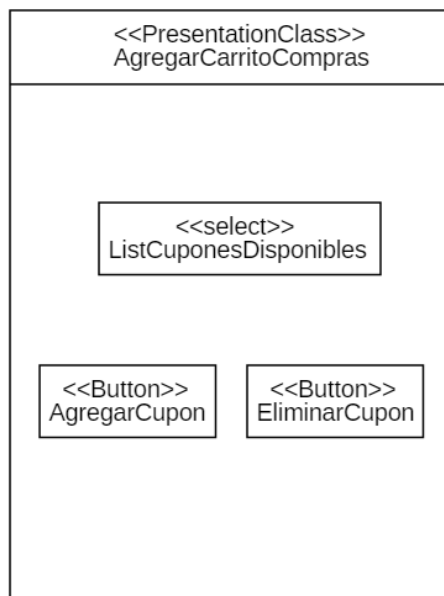 <<PresentationClass>>
AgregarCarritoCompras
<<select>>
ListCuponesDisponibles
<<Button>>
AgregarCupon
<<Button>>
EliminarCupon